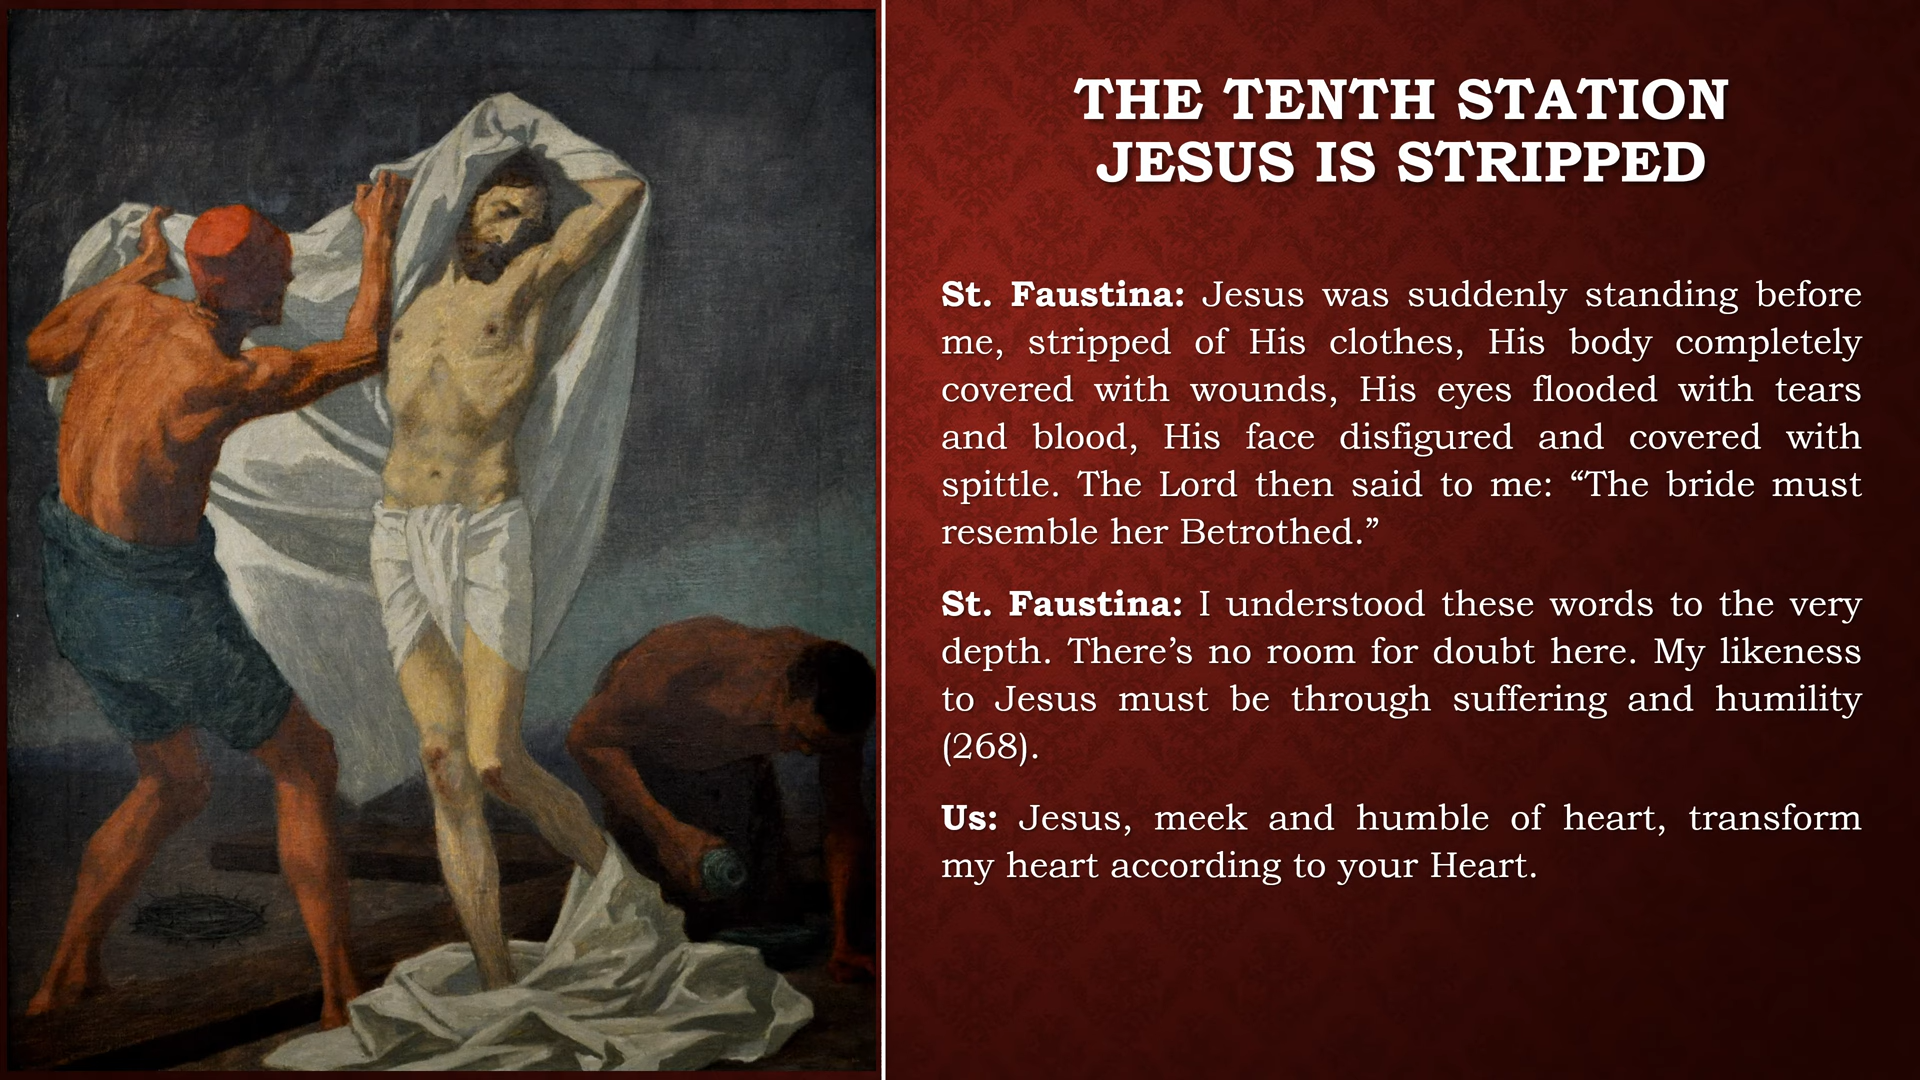 THE TENTH STATION
JESUS IS STRIPPED
St. Faustina: Jesus was suddenly standing before
me, stripped of His clothes, His body completely
covered with wounds, His eyes flooded with tears
and blood, His face disfigured and covered with
spittle. The Lord then said to me: “The bride must
resemble her Betrothed.”
St. Faustina: I understood these words to the very
depth. There’s no room for doubt here. My likeness
to Jesus must be through suffering and humility
(268).
Us: Jesus, meek and humble of heart, transform
my heart according to your Heart.